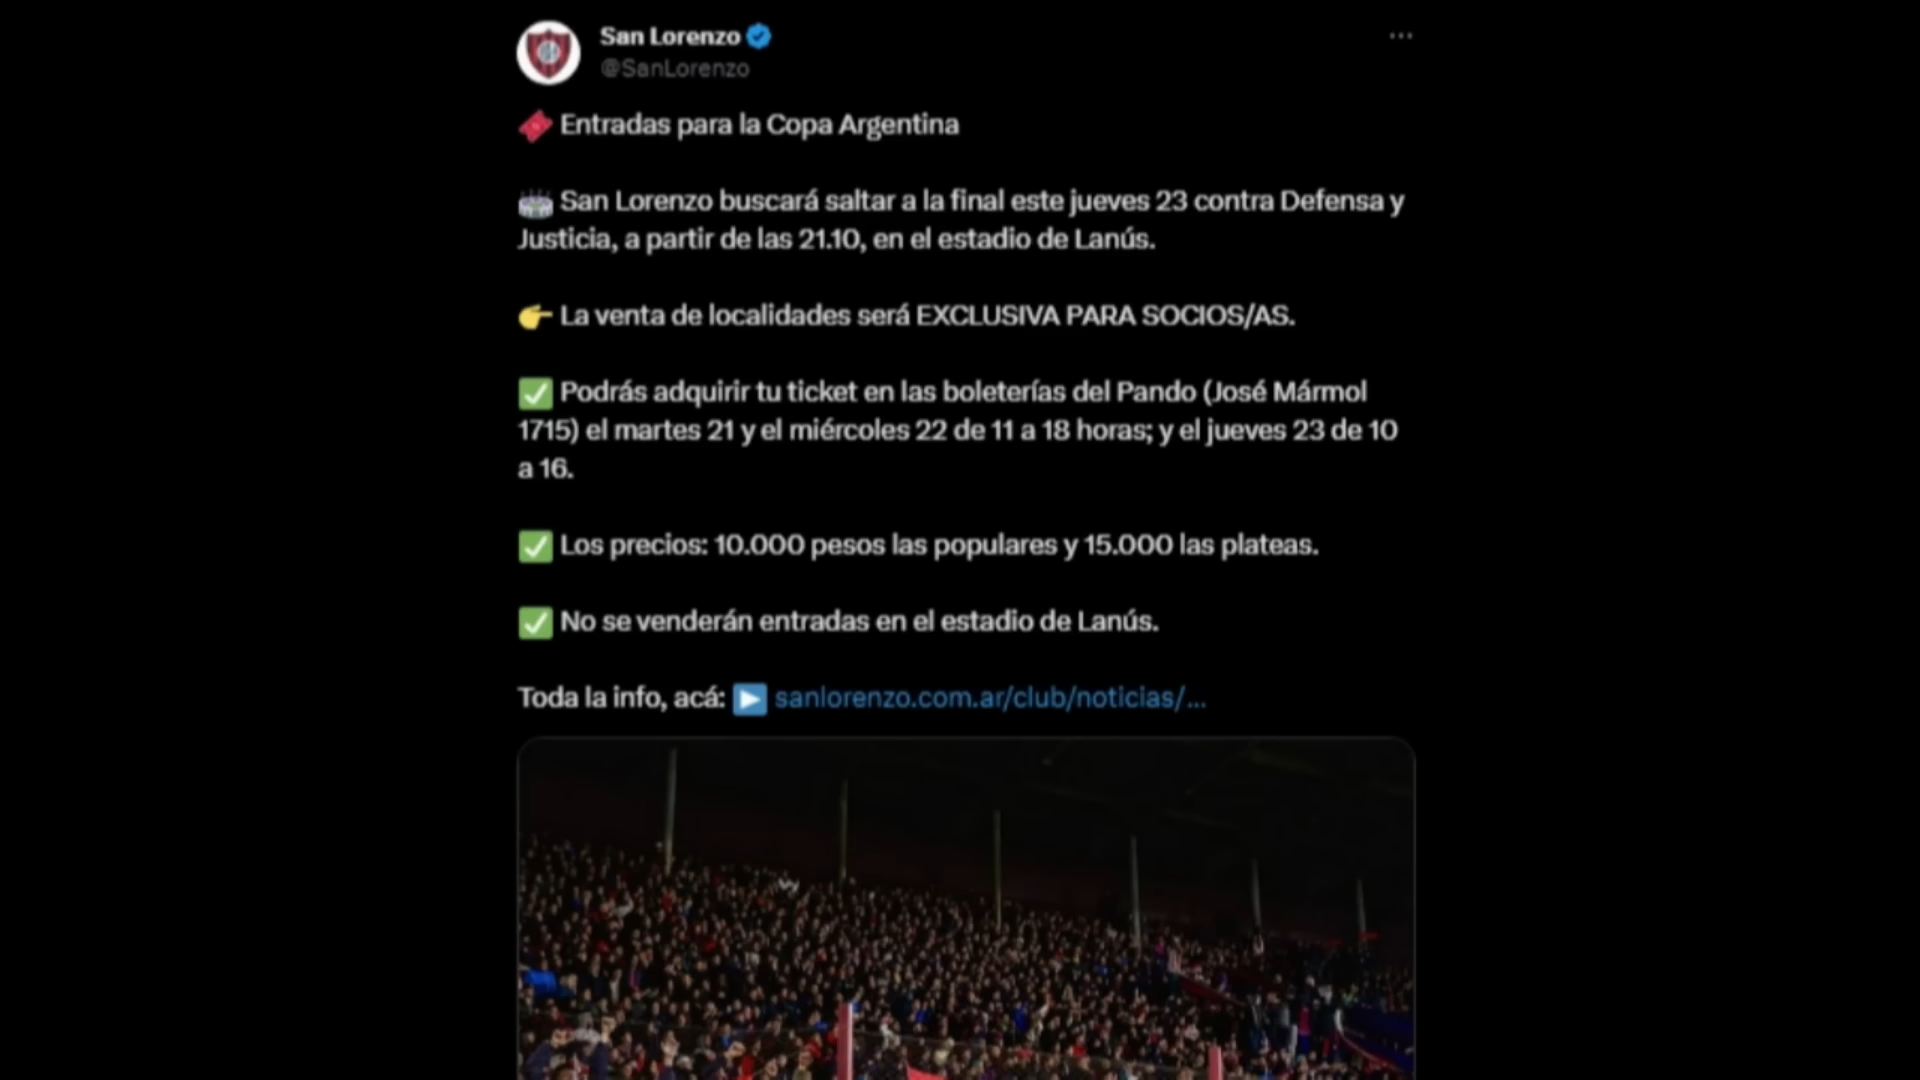 San Lorenzo
@SanLorenzo
Entradas para la Copa Argentina
San Lorenzo buscará saltar a la final este jueves 23 contra Defensa y
Justicia, a partir de las 21.10, en el estadio de Lanús.
La venta de localidades será EXCLUSIVA PARA SOCIOS/AS.
Podrás adquirir tu ticket en las boleterías del Pando (José Mármol
1715) el martes 21 y el miércoles 22 de 11 a 18 horas; y el jueves 23 de 10
a 16.
Los precios: 10.000 pesos las populares y 15.000 las plateas.
No se venderán entradas en el estadio de Lanús.
Toda la info, acá: sanlorenzo.com.ar/club/noticias/...